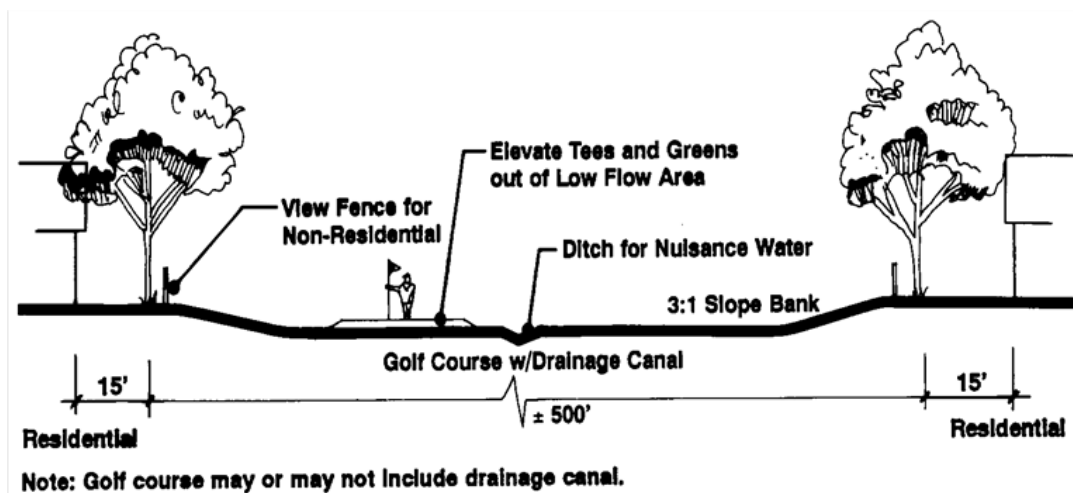 Elevate Tees and Greens
out of Low Flow Area
View Fence for
Non-Residential
Ditch for Nuisance Water
3:1 Slope Bank
Golf Course w/Drainage Canal
15'
15'
± 500'
Residential
Residential
Note: Golf course may or may not include drainage canal.